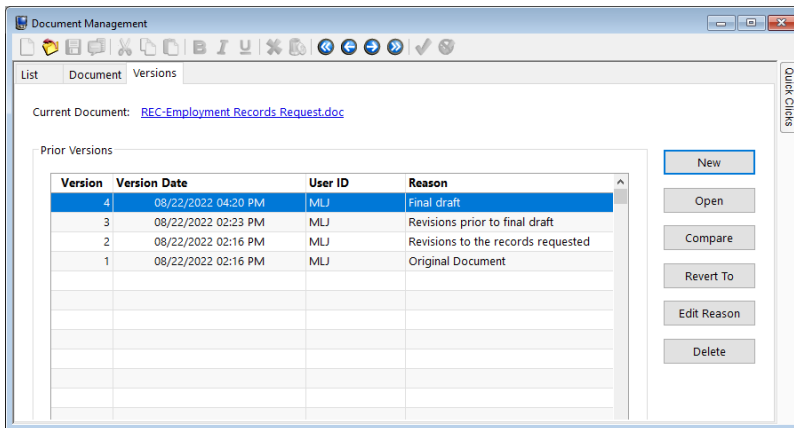 Document Management
B I U
List Document Versions
Quick Clicks
Current Document: REC-Employment Records Request.doc
Prior Versions
New
Version Version Date User ID Reason
4 08/22/2022 04:20 PM MLJ Final draft
Open
3 08/22/2022 02:23 PM MLJ Revisions prior to final draft
2 08/22/2022 02:16 PM MLJ Revisions to the records requested
Compare
1 08/22/2022 02:16 PM MLJ Original Document
Revert To
Edit Reason
Delete